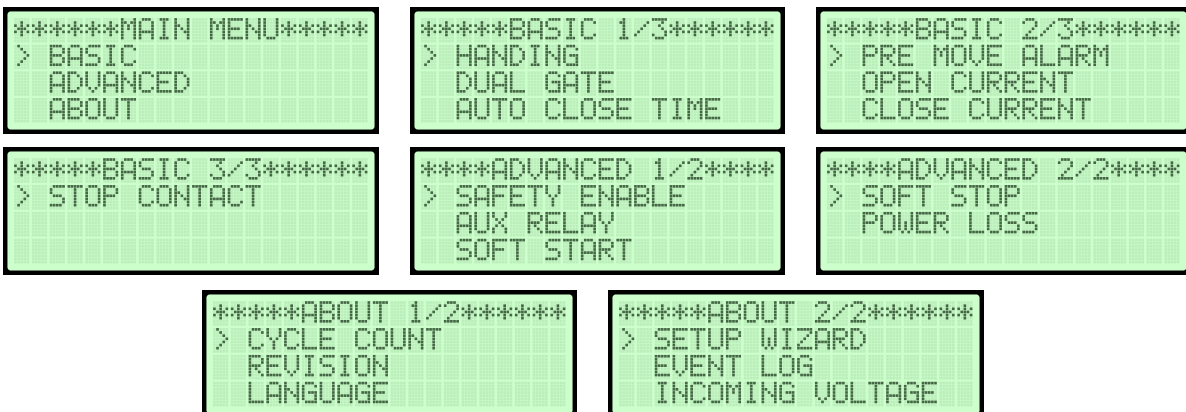 ******MAIN MENU*****
> BASIC
ADVANCED
ABOUT
*****BASIC 1/3******
> HANDING
DUAL GATE
AUTO CLOSE TIME
*****BASIC 2/3******
> PRE MOVE ALARM
OPEN CURRENT
CLOSE CURRENT
*****BASIC 3/3******
> STOP CONTACT
****ADVANCED 1/2****
> SAFETY ENABLE
AUX RELAY
SOFT START
****ADVANCED 2/2****
> SOFT STOP
POWER LOSS
*****ABOUT 1/2******
> CYCLE COUNT
REVISION
LANGUAGE
*****ABOUT 2/2******
> SETUP WIZARD
EVENT LOG
INCOMING VOLTAGE